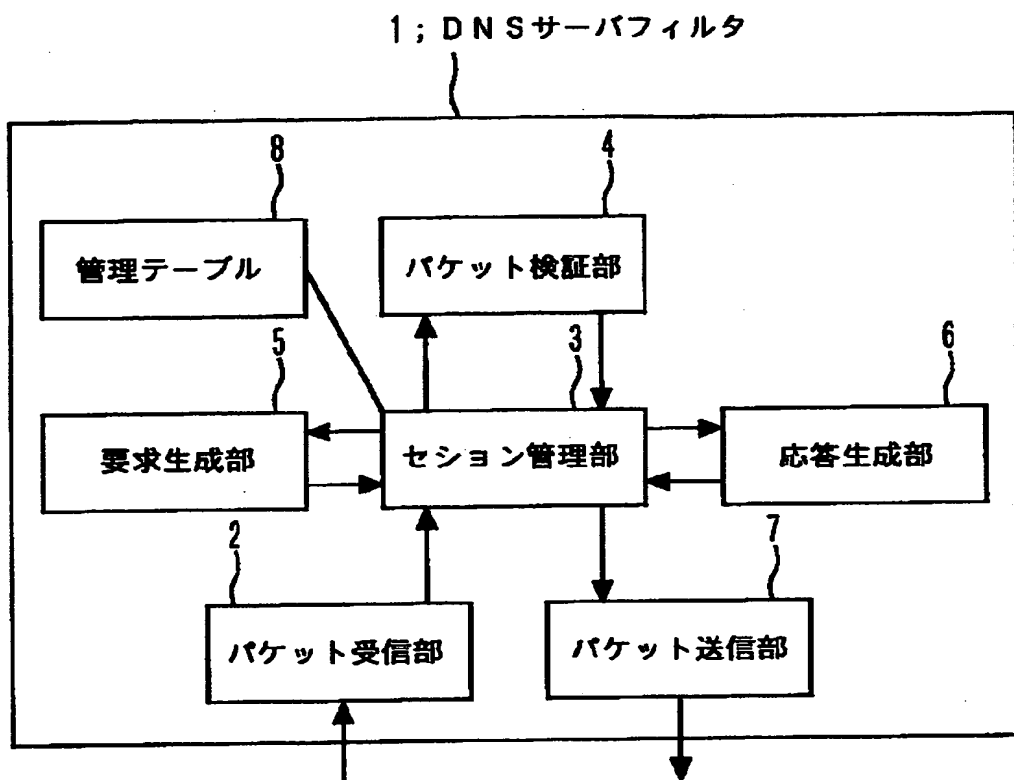 1；DNSサーバフィルタ
8
4
管理テーブル
パケット検証部
5
3
6
要求生成部
セション管理部
応答生成部
2
7
パケット受信部
パケット送信部